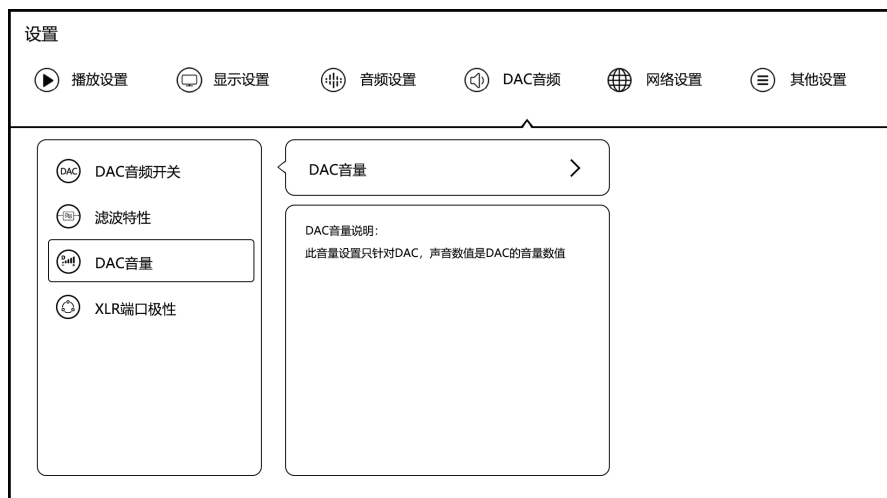 设置
播放设置 显示设置 音频设置 DAC音频 网络设置 其他设置
DAC DAC音频开关
滤波特性
DAC音量
XLR端口极性
DAC音量
DAC音量说明：
此音量设置只针对DAC，声音数值是DAC的音量数值